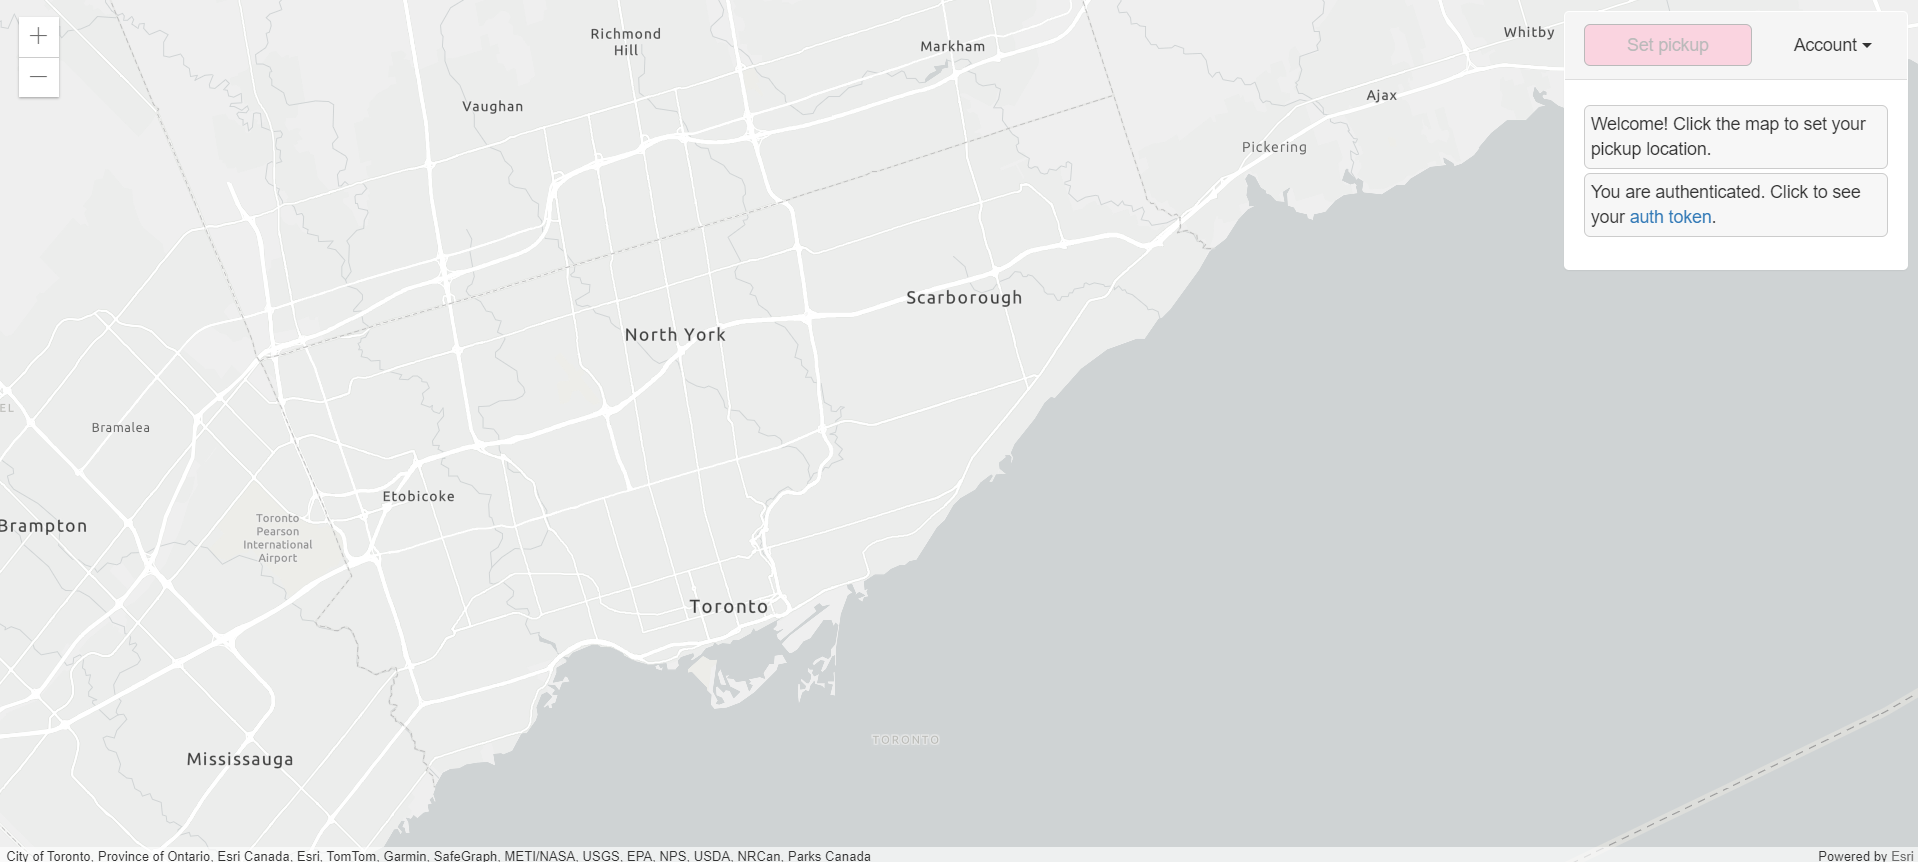 Richmond
Hill
Markham
Whitby
Set pickup
Account
Vaughan
Ajax
Pickering
Welcome! Click the map to set your
pickup location.
You are authenticated. Click to see
your auth token.
Scarborough
North York
EL
Bramalea
Etobicoke
Brampton
Toronto
Pearson
International
Airport
Toronto
TORONTO
Mississauga
City of Toronto, Province of Ontario, Esri Canada, Esri, TomTom, Garmin, SafeGraph, METI/NASA, USGS, EPA, NPS, USDA, NRCan, Parks Canada
Powered by Esri